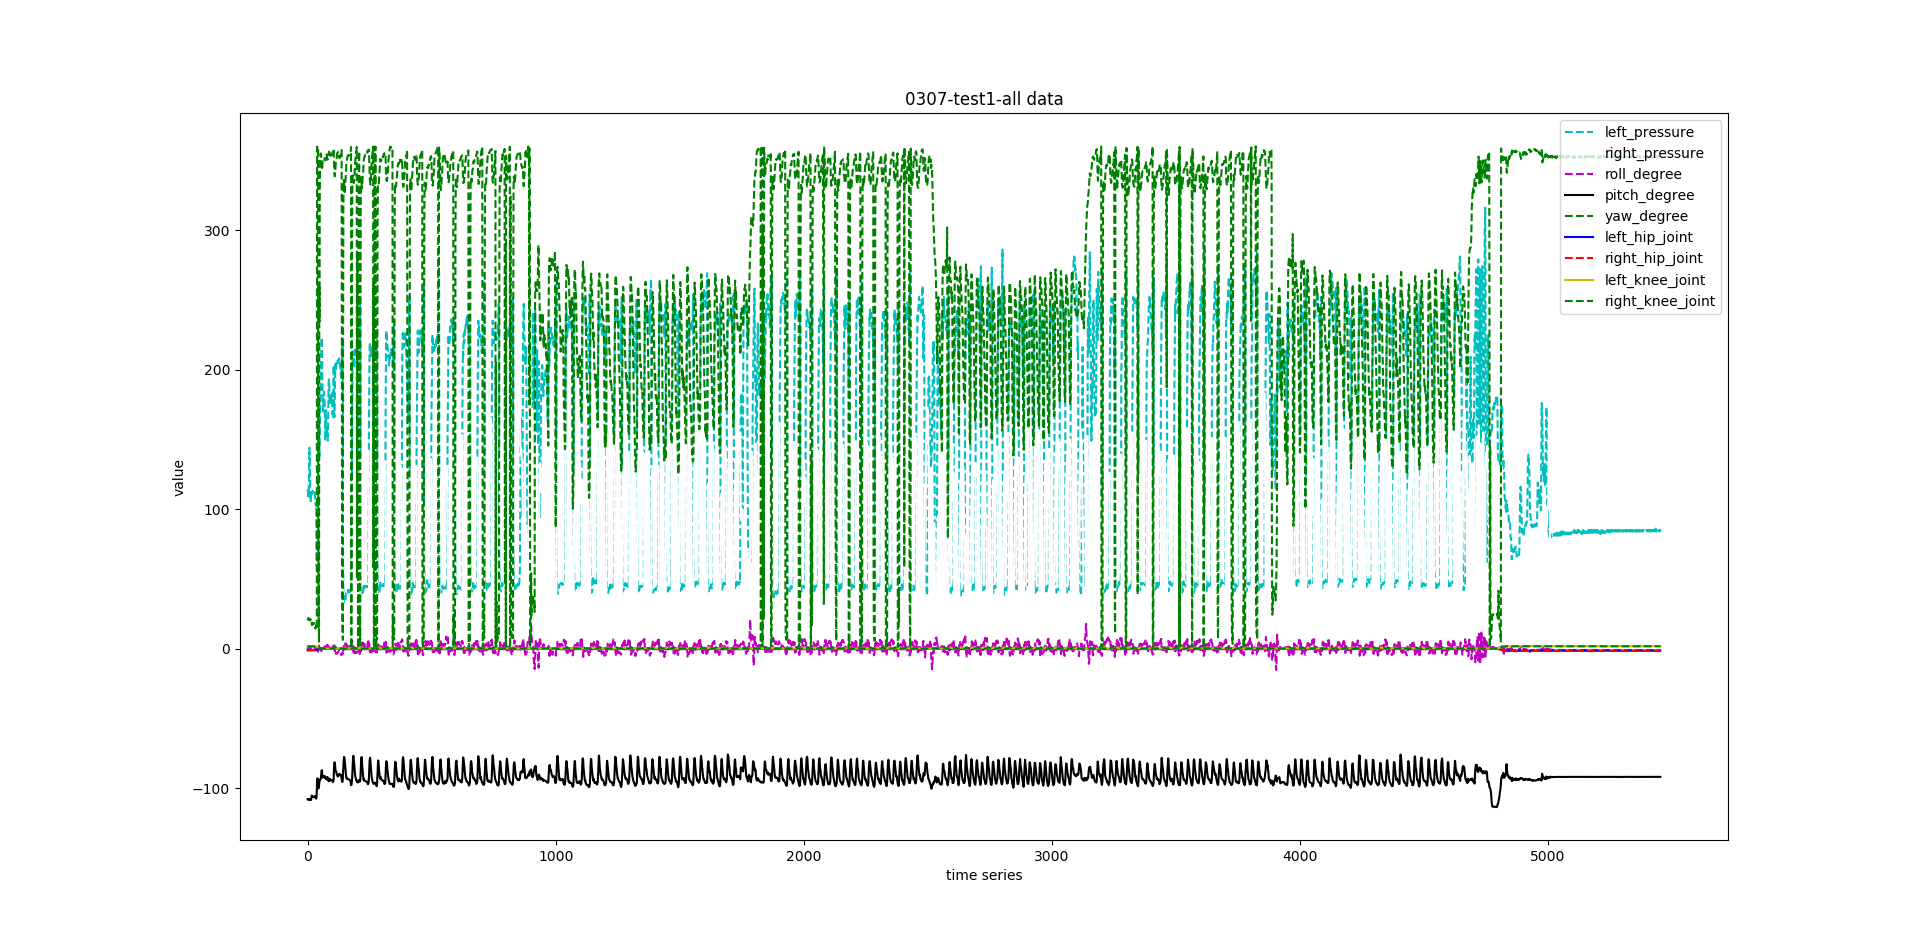 0307-test1-all data
left_pressure
right_pressure
roll_degree
pitch_degree
yaw_degree
left_hip_joint
right_hip_joint
left_knee_joint
right_knee_joint
value
300
200
100
0
−100
0
1000
2000
3000
4000
5000
time series